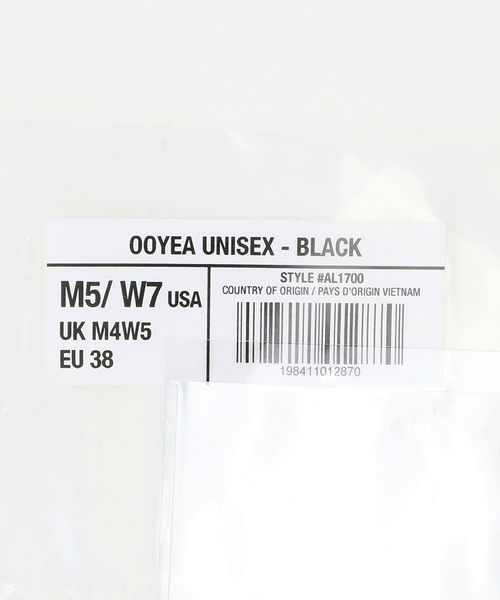 OOYEA UNISEX - BLACK
M5/ W7 USA
UK M4W5
EU 38
STYLE #AL1700
COUNTRY OF ORIGIN / PAYS D'ORIGIN VIETNAM
198411012870